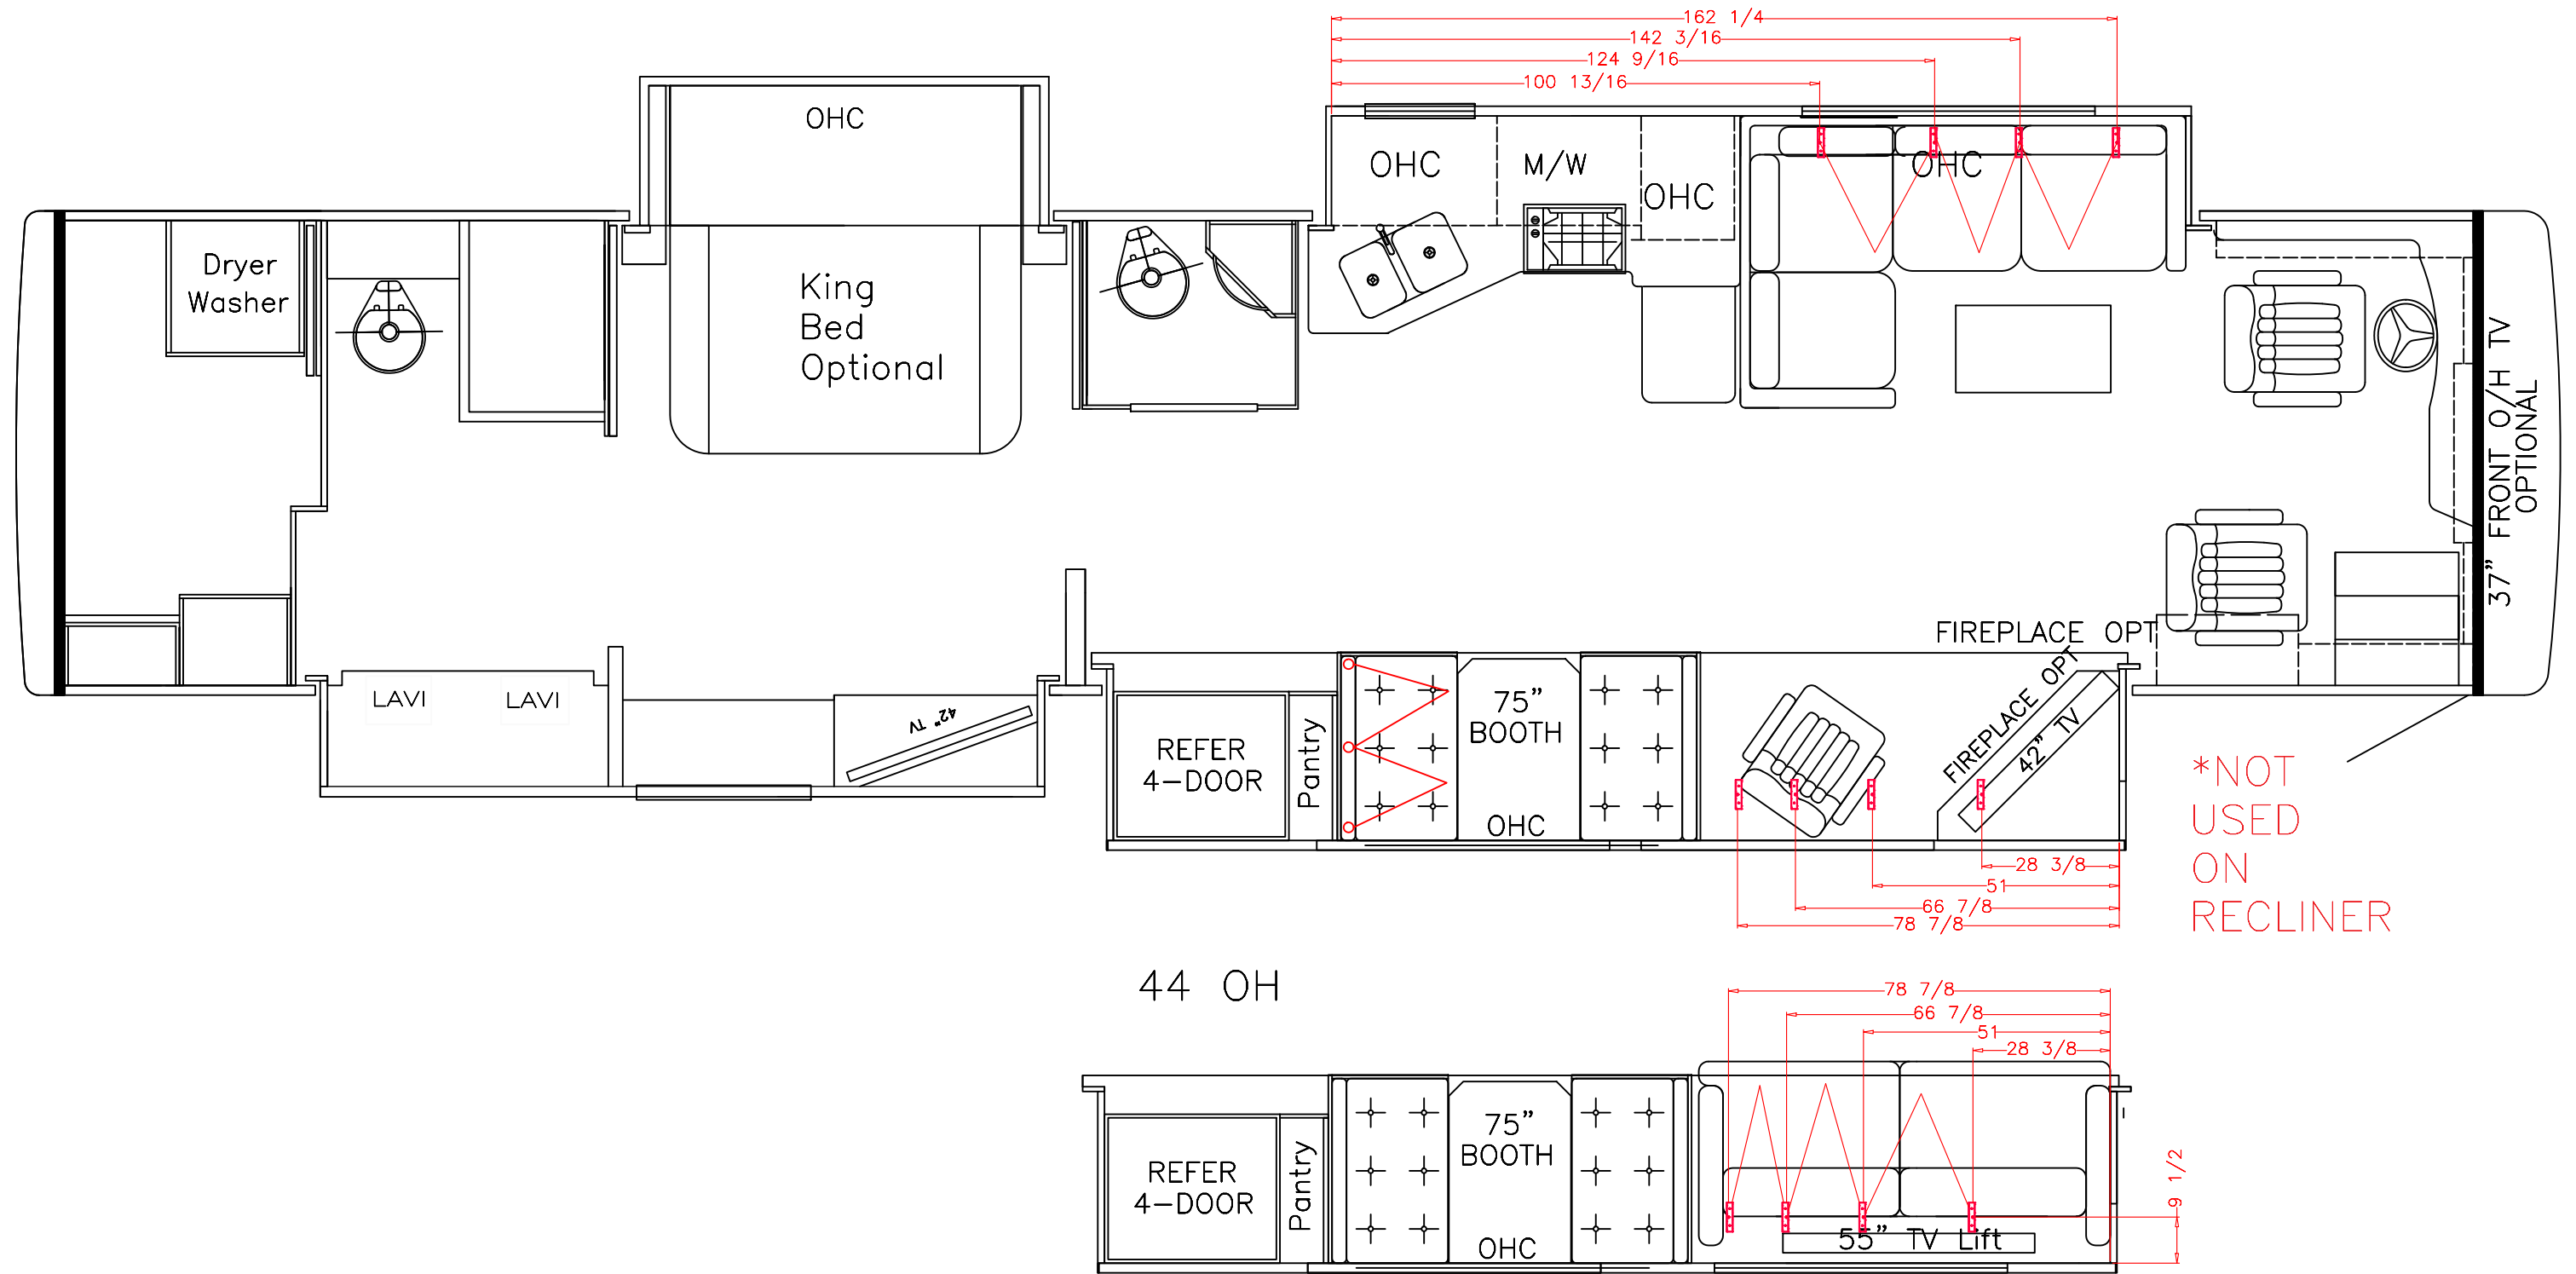 162 1/4
142 3/16
124 9/16
100 13/16
OHC
OHC
M/W
OHC
OHC
Dryer
Washer
King
Bed
Optional
37” FRONT O/H TV
OPTIONAL
FIREPLACE OPT
FIREPLACE OPT
42” TV
LAVI
LAVI
42” TV
REFER
4-DOOR
Pantry
75”
BOOTH
OHC
*NOT
USED
ON
RECLINER
28 3/8
51
66 7/8
78 7/8
44 OH
78 7/8
66 7/8
51
28 3/8
REFER
4-DOOR
Pantry
75”
BOOTH
OHC
55” TV Lift
9 1/2